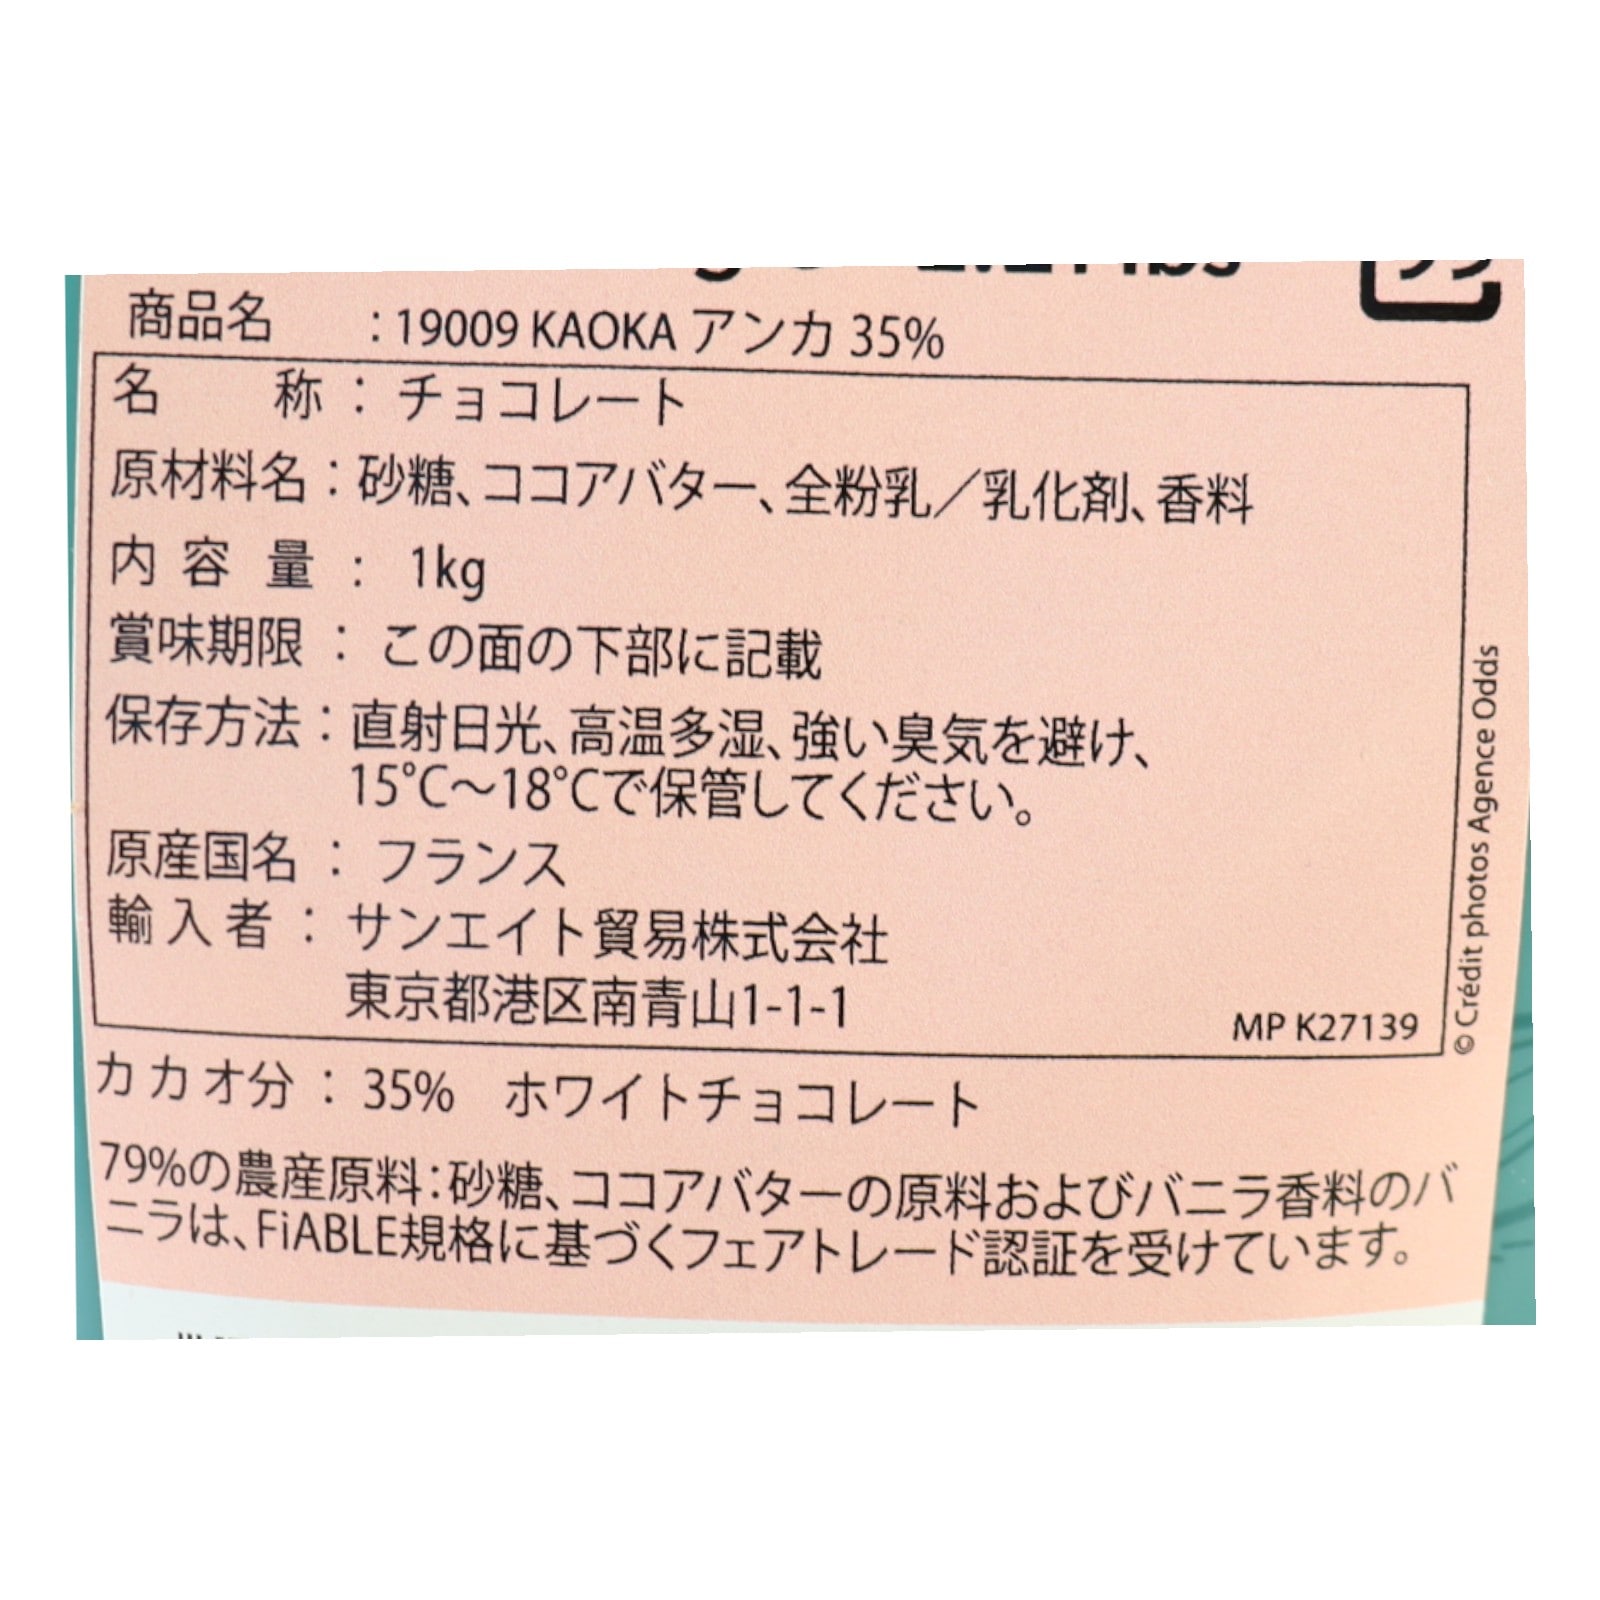 商品名 : 19009 KAOKA アンカ 35%
名 称 : チョコレート
原材料名 : 砂糖、ココアバター、全粉乳／乳化剤、香料
内 容 量 : 1kg
賞味期限 : この面の下部に記載
保存方法 : 直射日光、高温多湿、強い臭気を避け、
15℃～18℃で保管してください。
原産国名 : フランス
輸 入 者 : サンエイト貿易株式会社
東京都港区南青山1-1-1
MP K27139
カカオ分 : 35% ホワイトチョコレート
79%の農産原料：砂糖、ココアバターの原料およびバニラ香料のバ
ニラは、FiABLE規格に基づくフェアトレード認証を受けています。
© Crédit photos Agence Odds